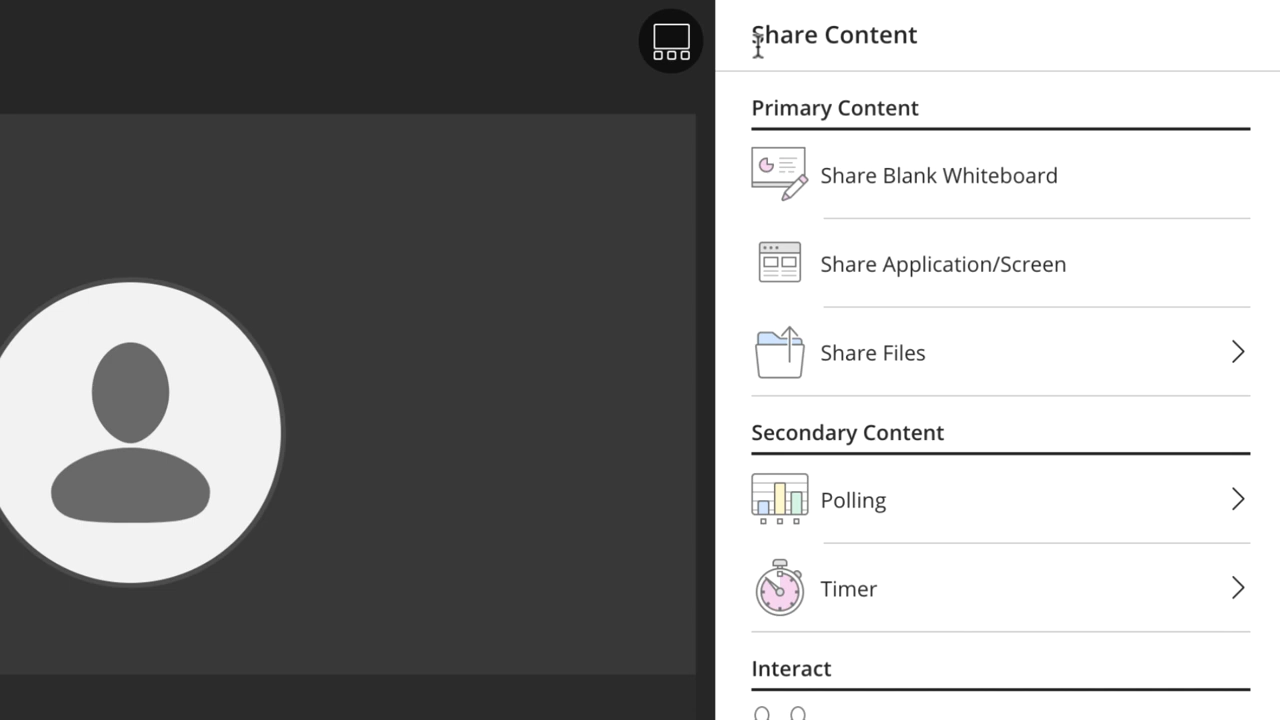 Share Content
Primary Content
Share Blank Whiteboard
Share Application/Screen
Share Files
Secondary Content
Polling
Timer
Interact